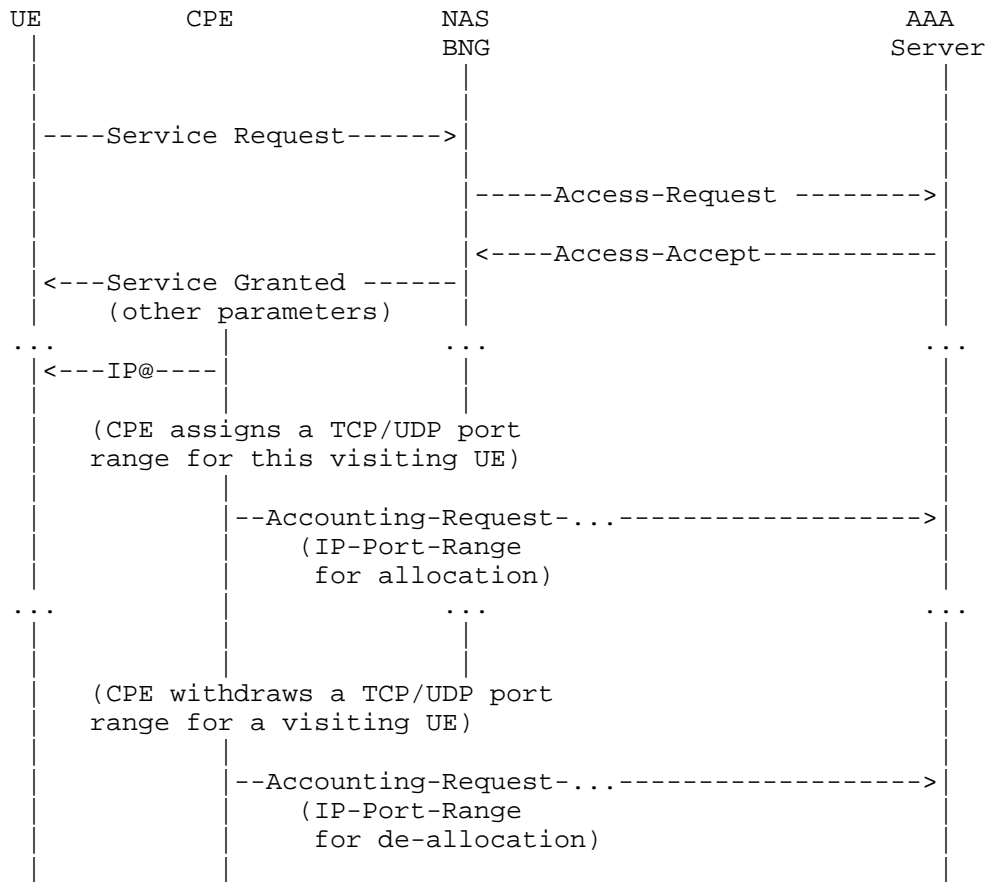 UE CPE NAS AAA
BNG Server
----Service Request------>
-----Access-Request -------->
<----Access-Accept-----------
<---Service Granted ------
(other parameters)
... ... ...
<---IP@----
(CPE assigns a TCP/UDP port
range for this visiting UE)
--Accounting-Request-...------------------->
(IP-Port-Range
for allocation)
... ... ...
(CPE withdraws a TCP/UDP port
range for a visiting UE)
--Accounting-Request-...------------------->
(IP-Port-Range
for de-allocation)